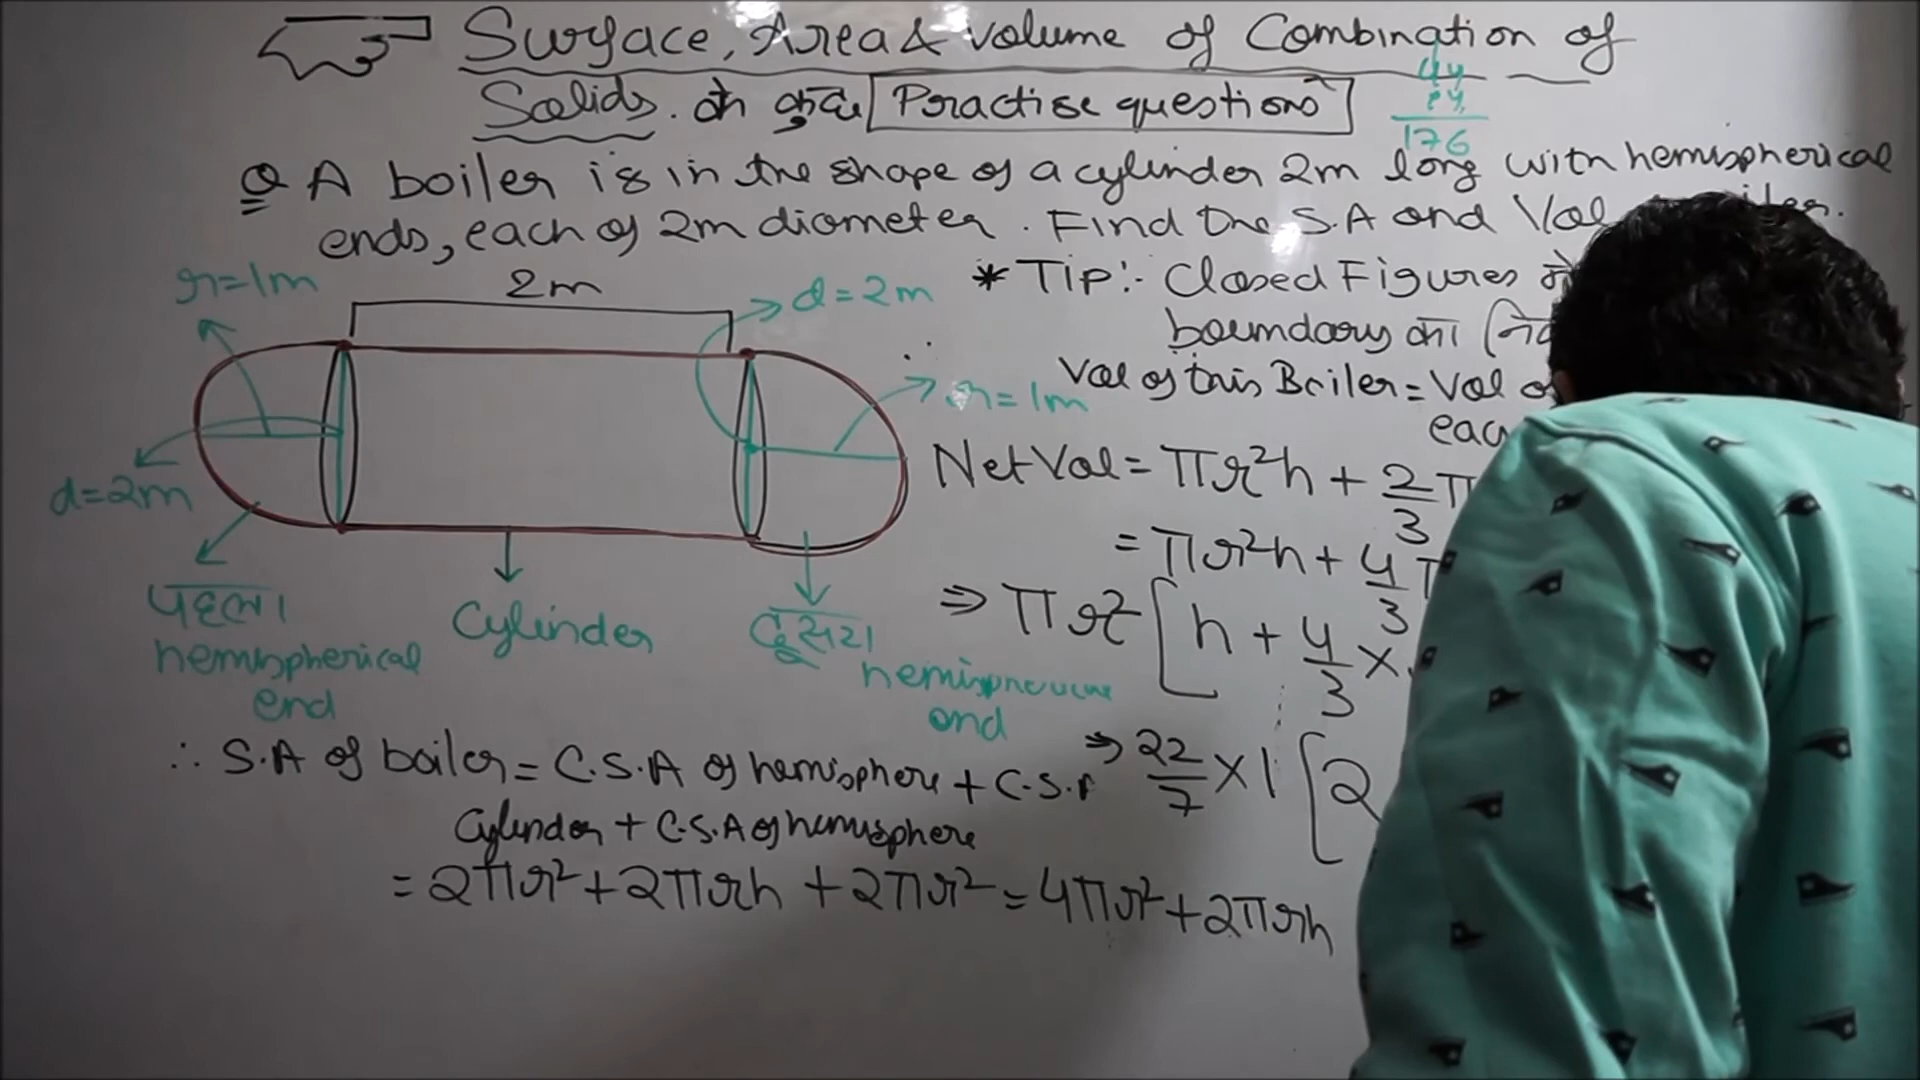 Surface, Area & volume of Combination of
Solids. के कुछ Practise questions
44
176
Q A boiler is in the shape of a cylinder 2m long with hemispherical
ends, each of 2m diameter. Find the S.A and Vol
* Tip:- Closed Figures
boundary का
∴
Vol of this Boiler = Vol of
r=1m
2m
d=2m
r=1m
d=2m
Net Vol = πr²h + 2/3 π
= πr²h + 4/3 π
⇒ πr² [ h + 4/3 ×
⇒ 22/7 × 1 [ 2
पहला
hemispherical
end
Cylinder
दूसरा
hemispherical
end
∴ S.A of boiler = C.S.A of hemisphere + C.S.A
Cylinder + C.S.A of hemisphere
= 2πr² + 2πrh + 2πr² = 4πr² + 2πrh